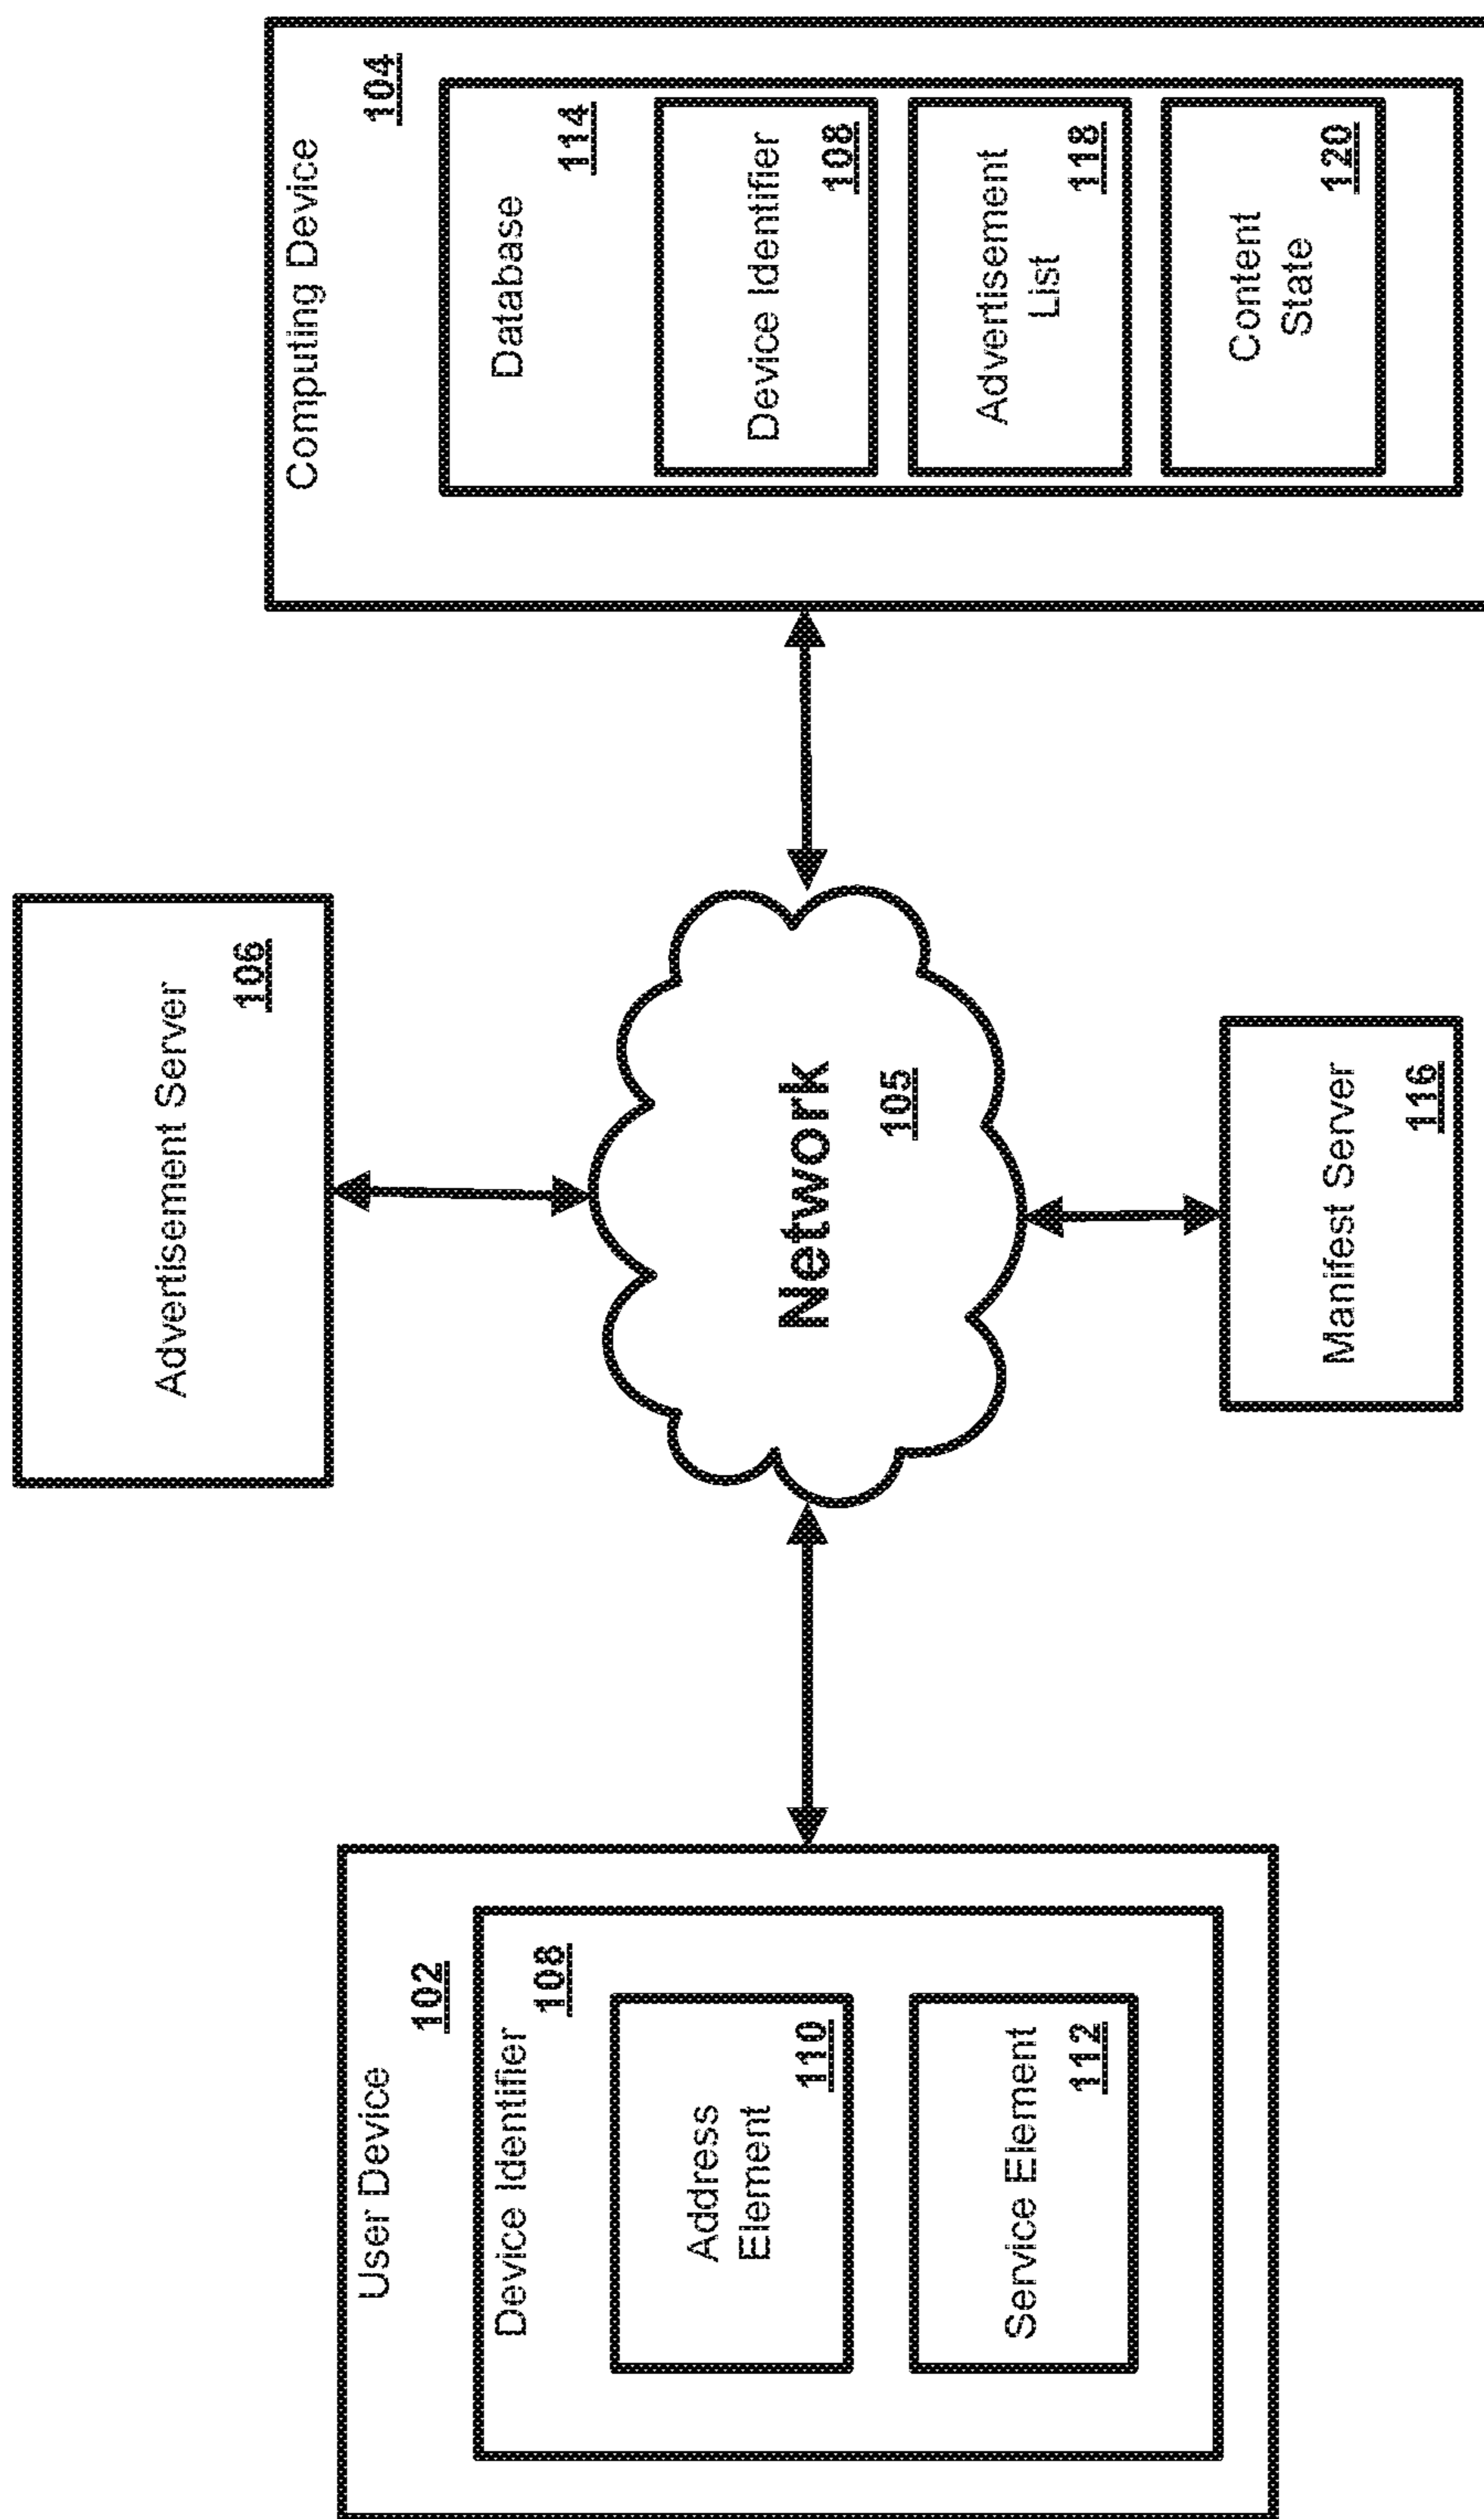 Advertisement Server
106
User Device
102
Device Identifier
108
Address
Element
110
Service Element
112
Network
105
Manifest Server
116
Computing Device
104
Database
114
Device Identifier
108
Advertisement
List
118
Content
State
120